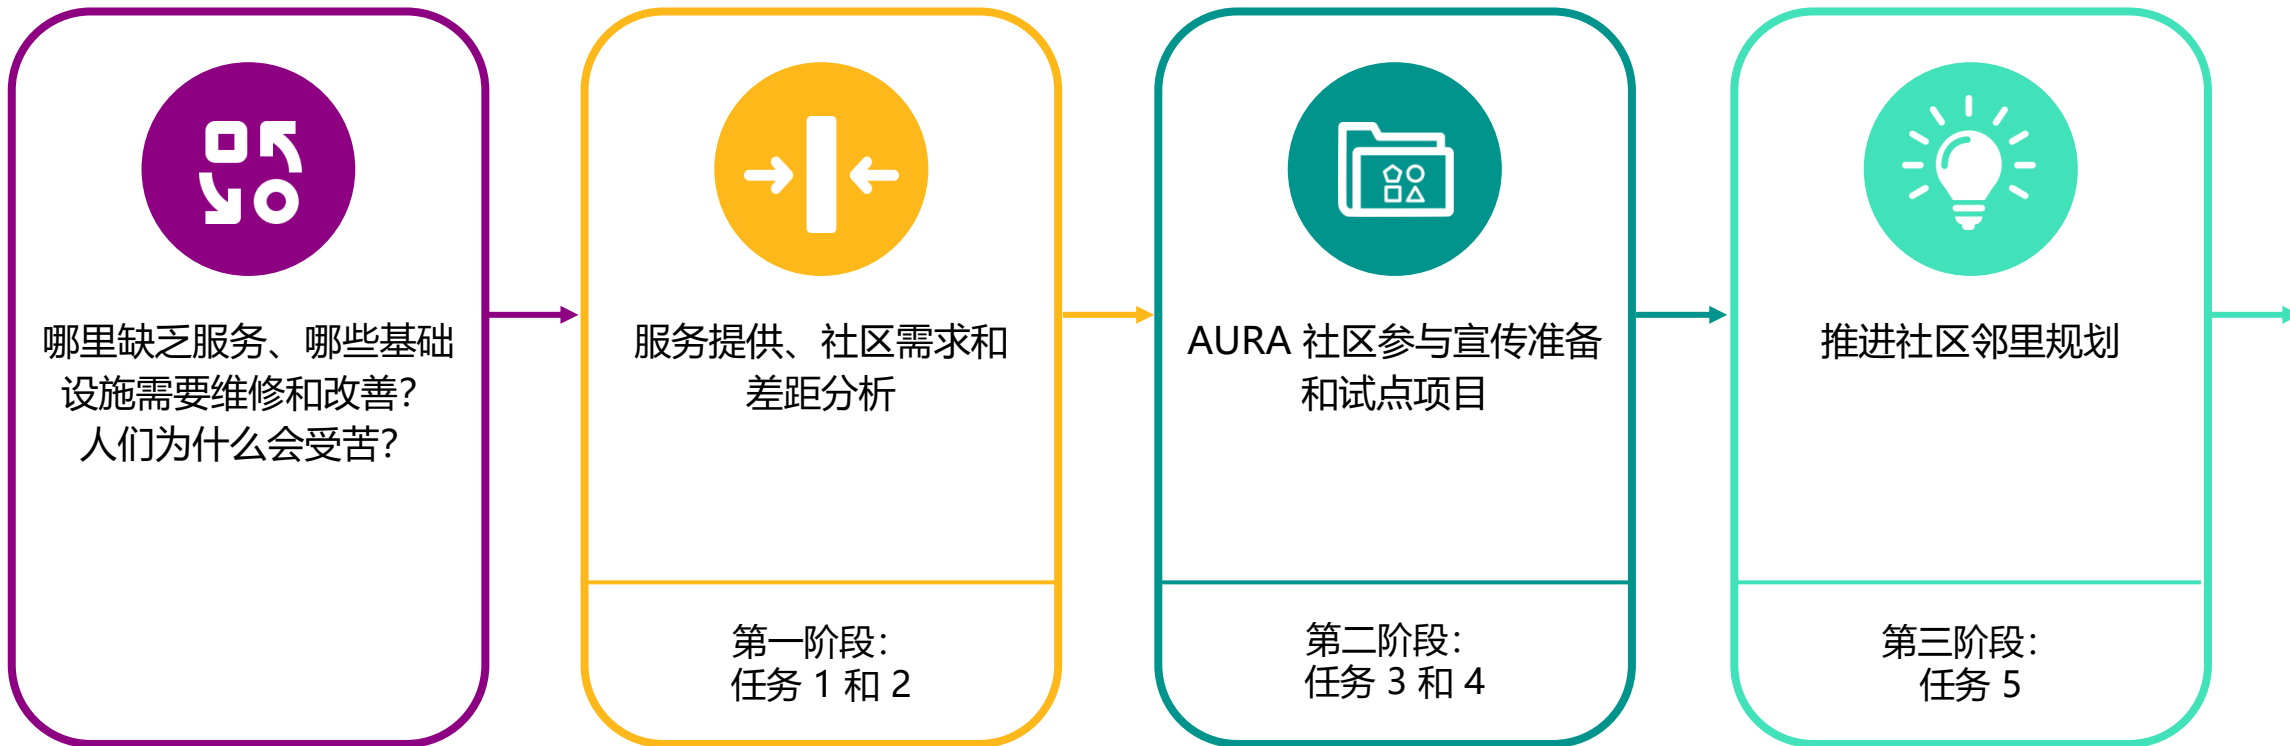 哪里缺乏服务、哪些基础
设施需要维修和改善？
人们为什么会受苦？
服务提供、社区需求和
差距分析
第一阶段：
任务 1 和 2
AURA 社区参与宣传准备
和试点项目
第二阶段：
任务 3 和 4
推进社区邻里规划
第三阶段：
任务 5